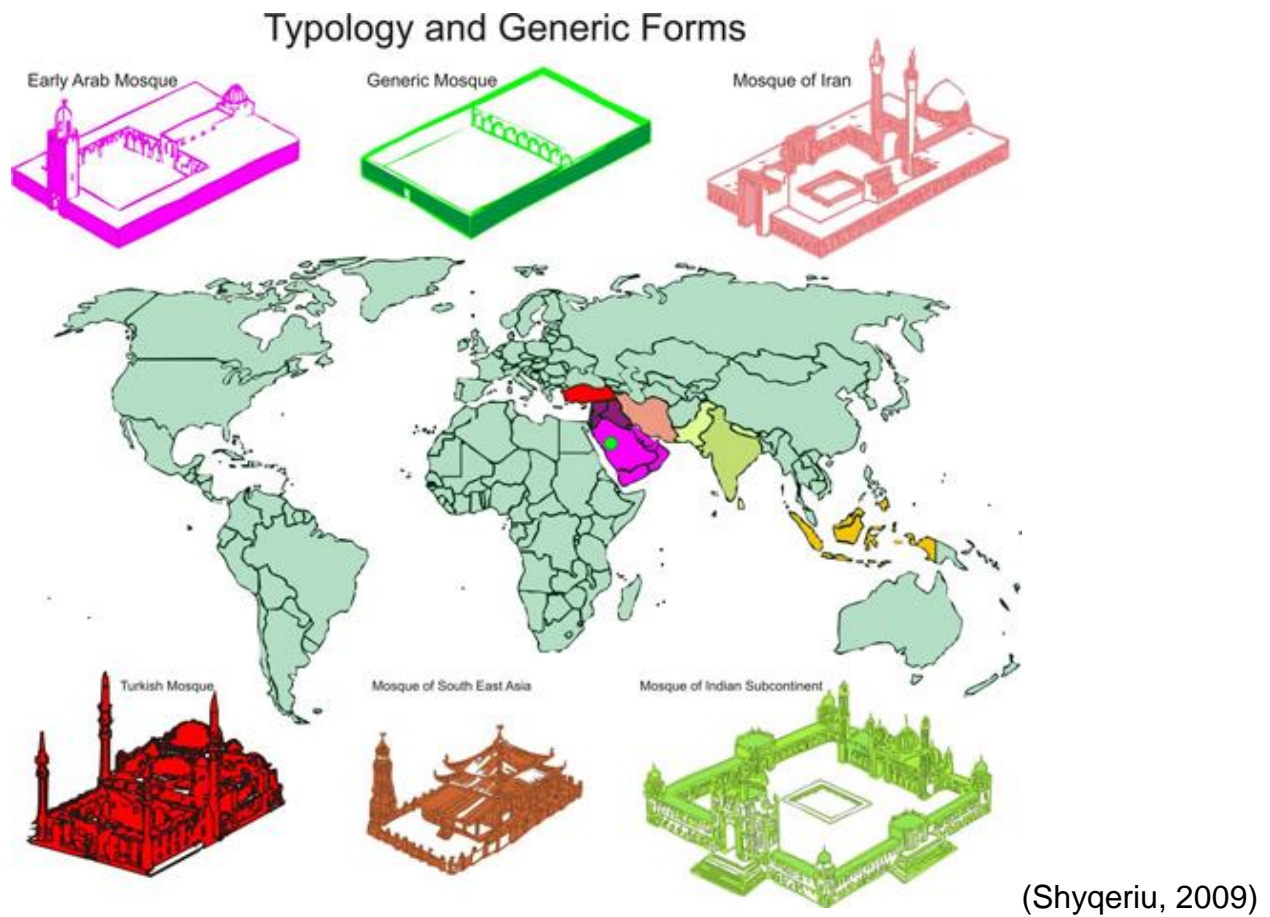 Typology and Generic Forms
Early Arab Mosque
Generic Mosque
Mosque of Iran
Turkish Mosque
Mosque of South East Asia
Mosque of Indian Subcontinent
(Shyqeriu, 2009)